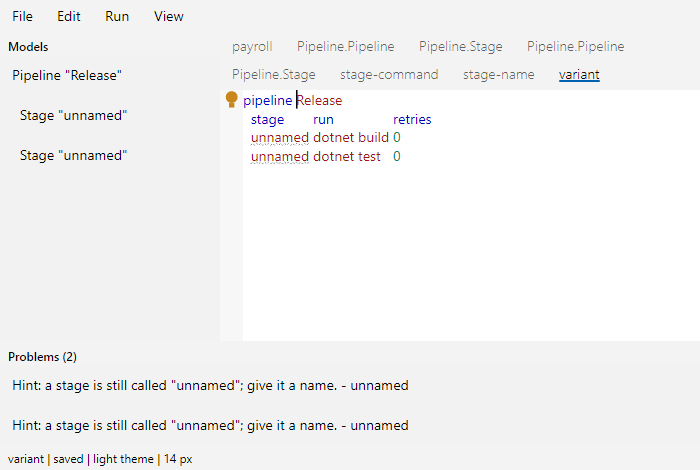 File Edit Run View
Models
Pipeline "Release"
Stage "unnamed"
Stage "unnamed"
payroll Pipeline.Pipeline Pipeline.Stage Pipeline.Pipeline
Pipeline.Stage stage-command stage-name variant
pipeline Release
stage run retries
unnamed dotnet build 0
unnamed dotnet test 0
Problems (2)
Hint: a stage is still called "unnamed"; give it a name. - unnamed
Hint: a stage is still called "unnamed"; give it a name. - unnamed
variant | saved | light theme | 14 px